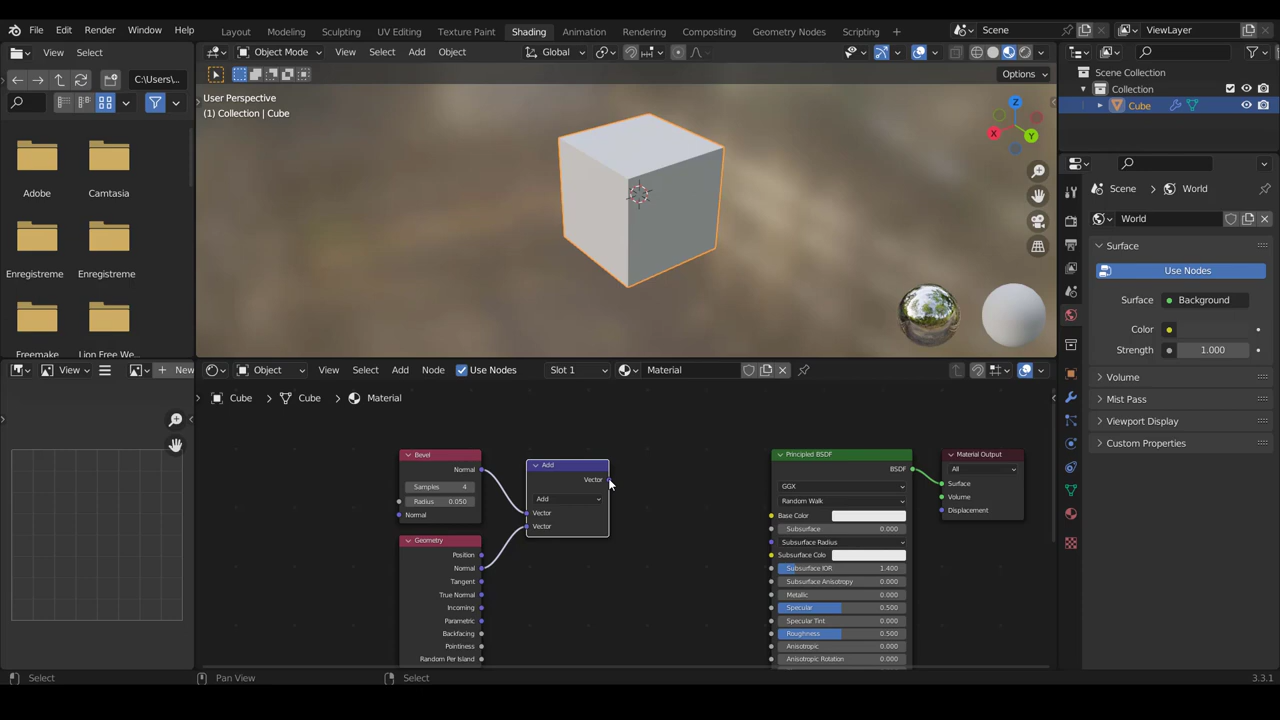 File Edit Render Window Help Layout Modeling Sculpting UV Editing Texture Paint Shading Animation Rendering Compositing Geometry Nodes Scripting + Scene ViewLayer
View Select
Object Mode View Select Add Object Global
C:\Users\...
Options
User Perspective
(1) Collection | Cube
Z
X
Y
Scene Collection
Collection
Cube
Adobe
Camtasia
Enregistreme
Enregistreme
Freemake
Lion Free We...
Scene > World
World
Surface
Use Nodes
Surface Background
Color
Strength 1.000
Volume
Mist Pass
Viewport Display
Custom Properties
View New
Object View Select Add Node Use Nodes Slot 1 Material
Cube > Cube > Material
Bevel
Normal
Samples 4
Radius 0.050
Normal
Geometry
Position
Normal
Tangent
True Normal
Incoming
Parametric
Backfacing
Pointiness
Random Per Island
Add
Vector
Add
Vector
Vector
Principled BSDF
BSDF
GGX
Random Walk
Base Color
Subsurface 0.000
Subsurface Radius
Subsurface Colo
Subsurface IOR 1.400
Subsurface Anisotropy 0.000
Metallic 0.000
Specular 0.500
Specular Tint 0.000
Roughness 0.500
Anisotropic 0.000
Anisotropic Rotation 0.000
Material Output
All
Surface
Volume
Displacement
Select Pan View Select 3.3.1